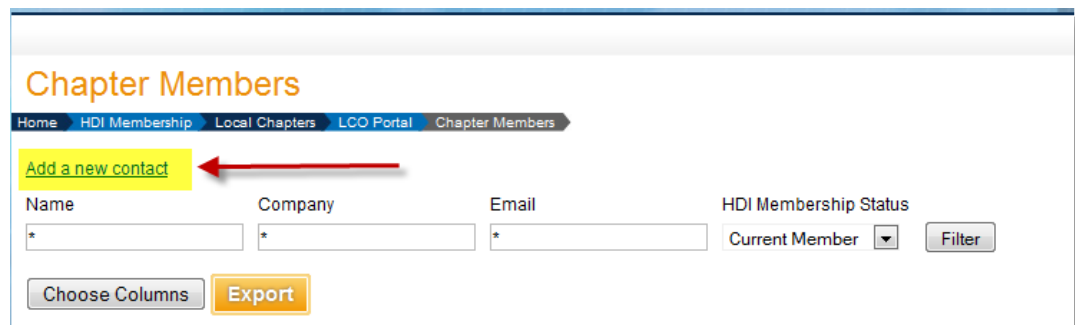 Chapter Members
Home HDI Membership Local Chapters LCO Portal Chapter Members
Add a new contact
Name Company Email HDI Membership Status
* * * Current Member Filter
Choose Columns Export